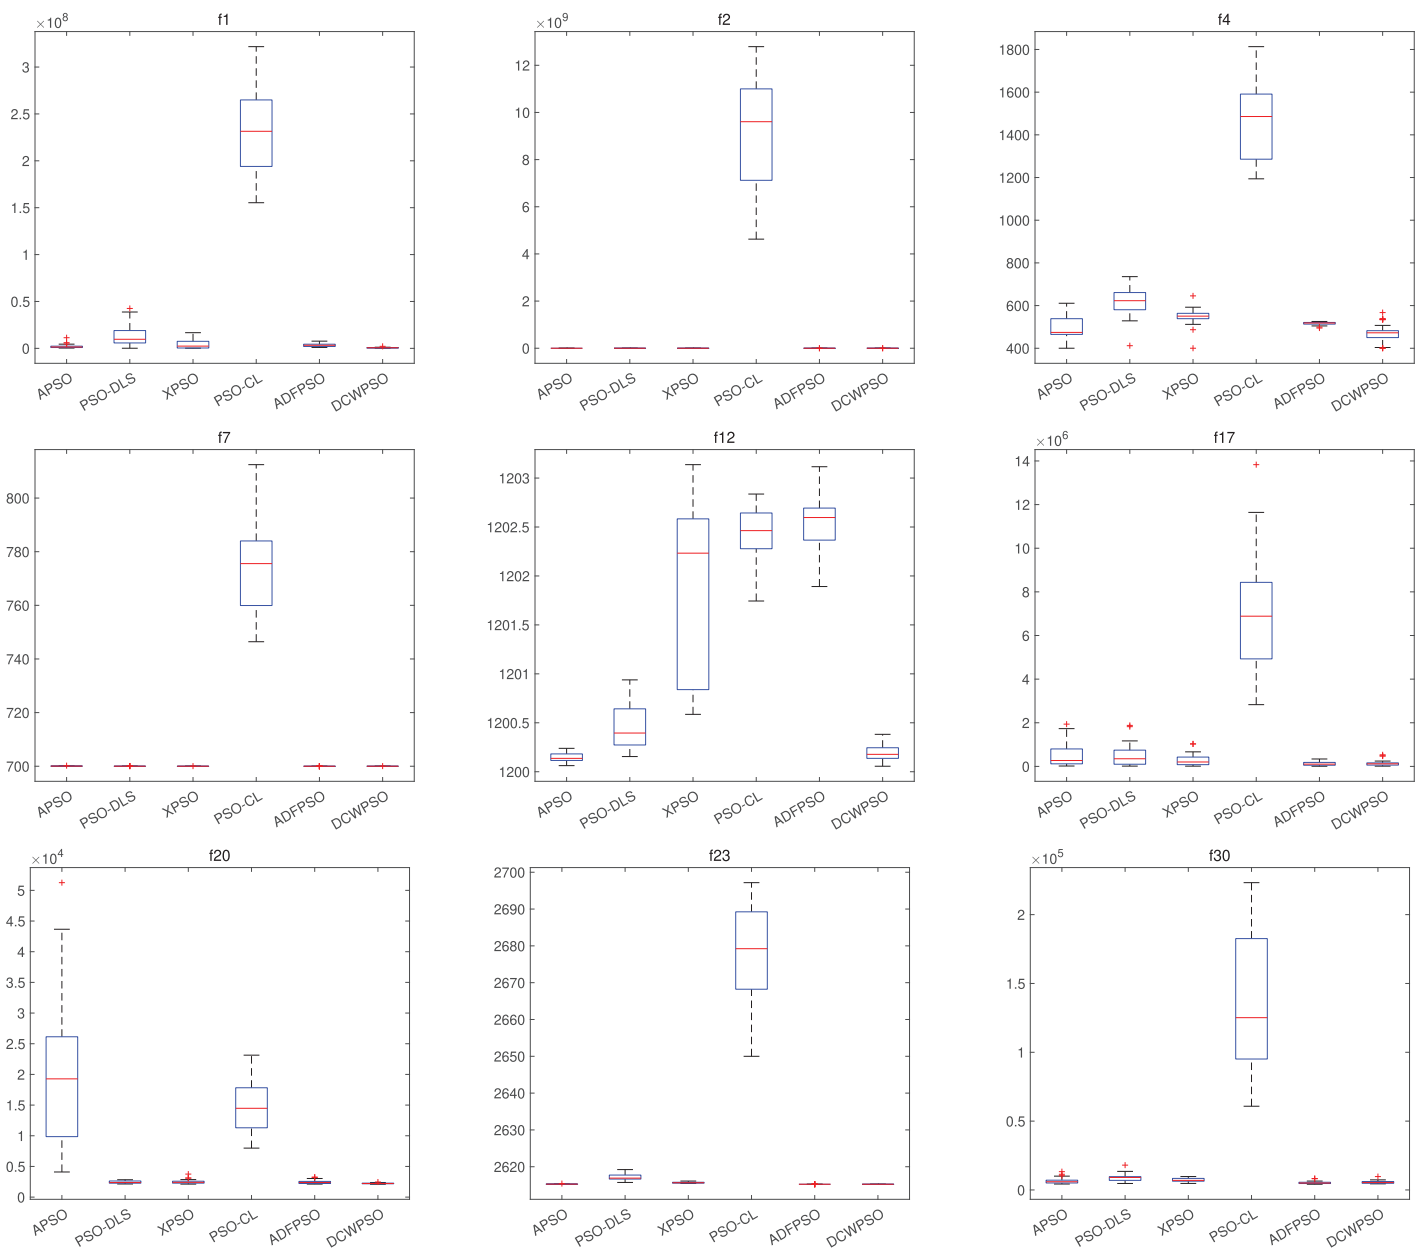 ×10^8
f1
3
2.5
2
1.5
1
0.5
0
APSO
PSO-DLS
XPSO
PSO-CL
ADFPSO
DCWPSO
×10^9
f2
12
10
8
6
4
2
0
APSO
PSO-DLS
XPSO
PSO-CL
ADFPSO
DCWPSO
f4
1800
1600
1400
1200
1000
800
600
400
APSO
PSO-DLS
XPSO
PSO-CL
ADFPSO
DCWPSO
f7
800
780
760
740
720
700
APSO
PSO-DLS
XPSO
PSO-CL
ADFPSO
DCWPSO
f12
1203
1202.5
1202
1201.5
1201
1200.5
1200
APSO
PSO-DLS
XPSO
PSO-CL
ADFPSO
DCWPSO
×10^6
f17
14
12
10
8
6
4
2
0
APSO
PSO-DLS
XPSO
PSO-CL
ADFPSO
DCWPSO
×10^4
f20
5
4.5
4
3.5
3
2.5
2
1.5
1
0.5
0
APSO
PSO-DLS
XPSO
PSO-CL
ADFPSO
DCWPSO
f23
2700
2690
2680
2670
2660
2650
2640
2630
2620
APSO
PSO-DLS
XPSO
PSO-CL
ADFPSO
DCWPSO
×10^5
f30
2
1.5
1
0.5
0
APSO
PSO-DLS
XPSO
PSO-CL
ADFPSO
DCWPSO